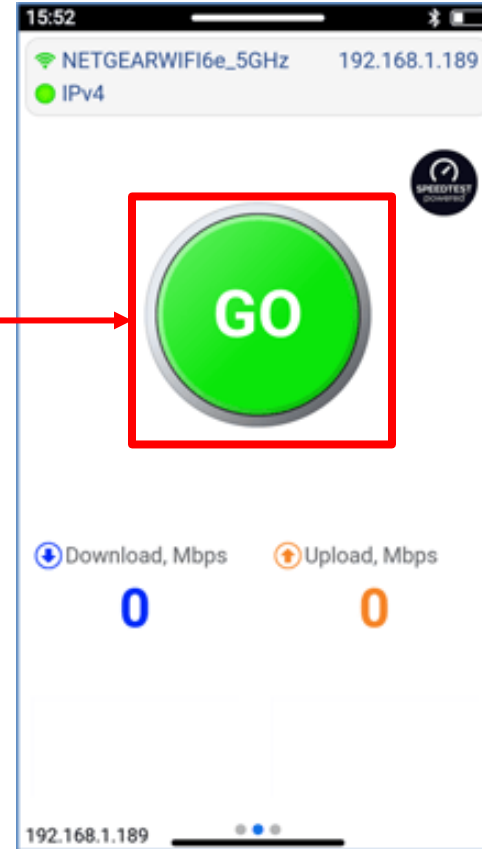 15:52
NETGEARWIFI6e_5GHz 192.168.1.189
IPv4
SPEEDTEST
powered
GO
Download, Mbps Upload, Mbps
0 0
192.168.1.189